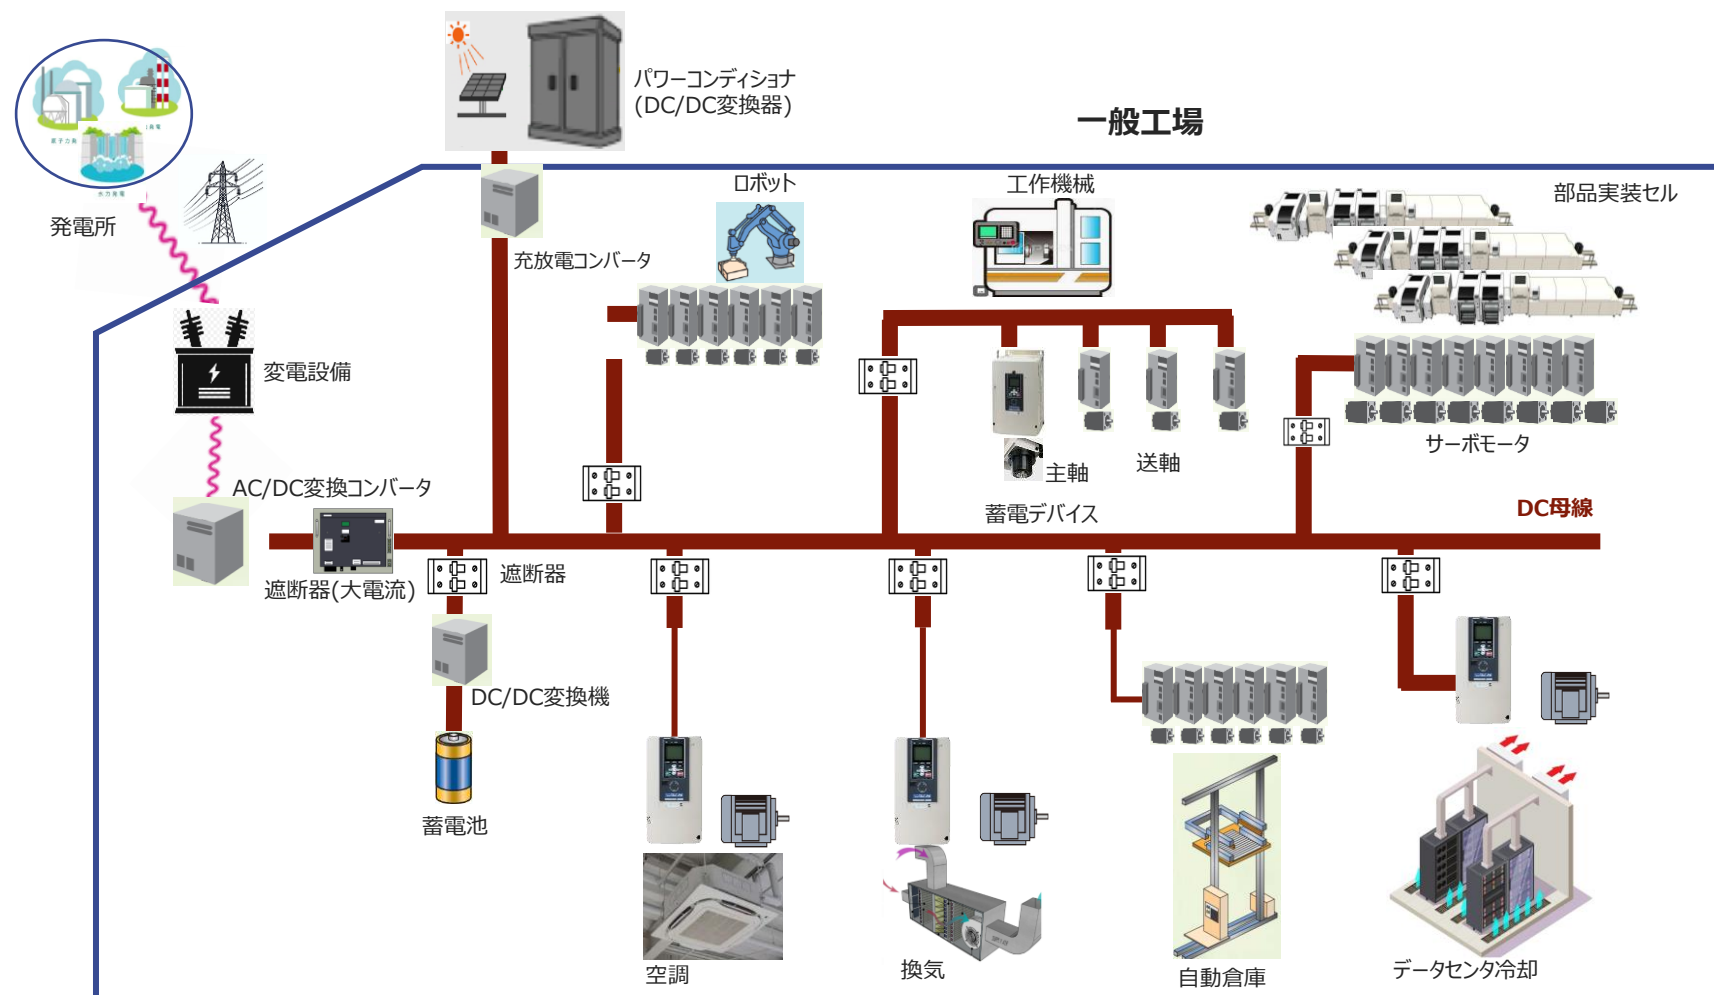 パワーコンディショナ
(DC/DC変換器)
一般工場
発電所
水力発電
ロボット
工作機械
部品実装セル
充放電コンバータ
変電設備
サーボモータ
主軸
送軸
AC/DC変換コンバータ
蓄電デバイス
DC母線
遮断器(大電流)
遮断器
DC/DC変換機
蓄電池
空調
換気
自動倉庫
データセンタ冷却